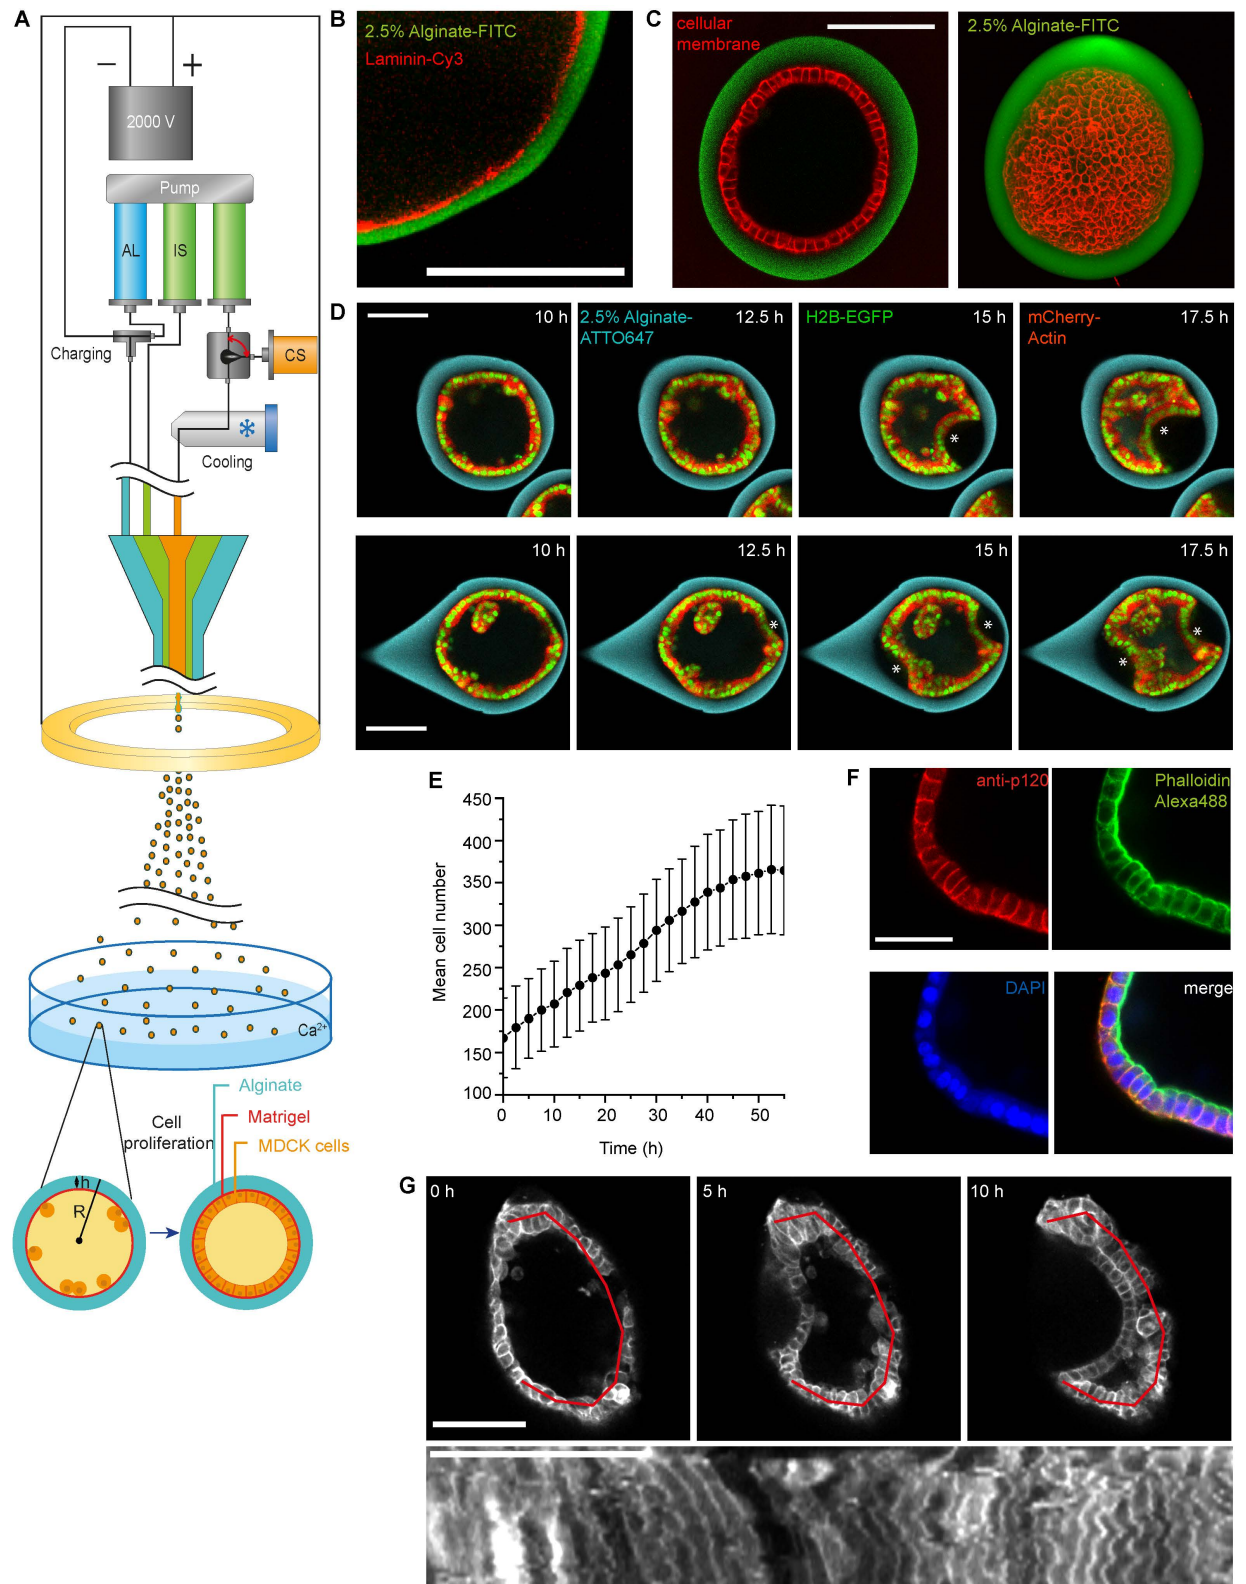 A
−
+
2000 V
Pump
AL
IS
Charging
CS
Cooling
Ca2+
Alginate
Cell
proliferation
Matrigel
MDCK cells
h
R
B
2.5% Alginate-FITC
Laminin-Cy3
C
cellular
membrane
2.5% Alginate-FITC
D
10 h
2.5% Alginate-
ATTO647
12.5 h
H2B-EGFP
15 h
*
mCherry-
Actin
17.5 h
*
10 h
12.5 h
*
15 h
*
*
17.5 h
*
*
E
Mean cell number
450
400
350
300
250
200
150
100
0
10
20
30
40
50
Time (h)
F
anti-p120
Phalloidin
Alexa488
DAPI
merge
G
0 h
5 h
10 h